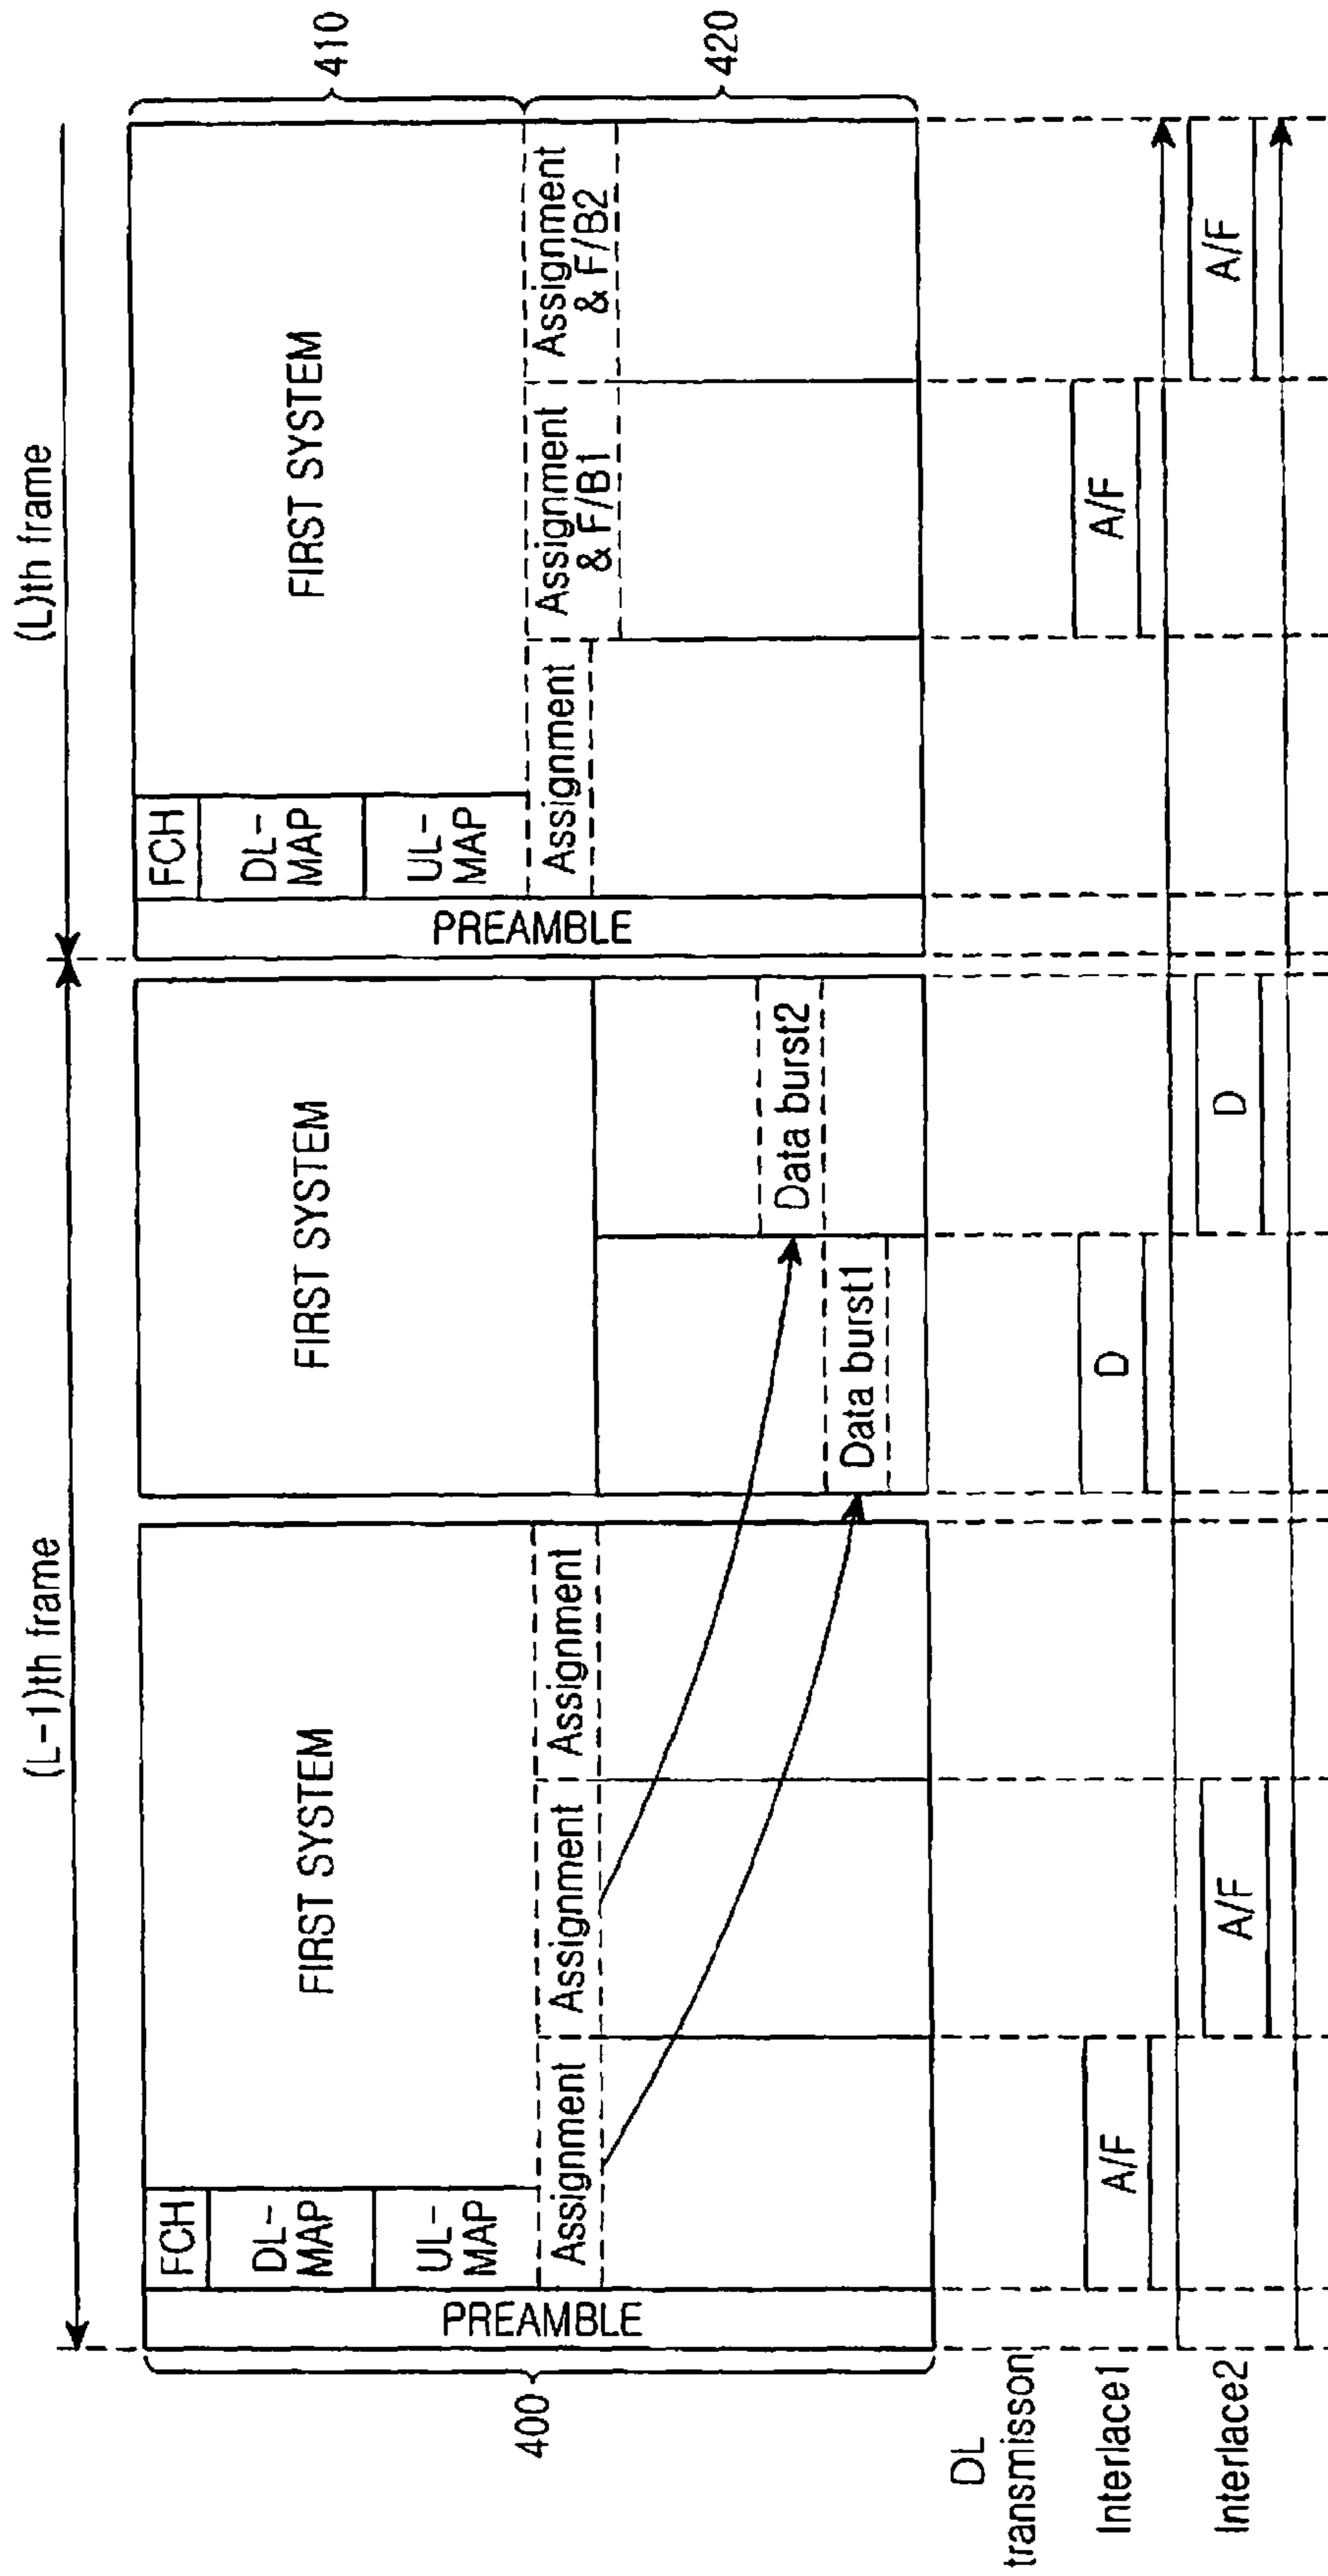 (L-1)th frame
(L)th frame
400
PREAMBLE
FCH
DL-
MAP
UL-
MAP
FIRST SYSTEM
Assignment
Assignment
Assignment
FIRST SYSTEM
Data burst1
Data burst2
PREAMBLE
FCH
DL-
MAP
UL-
MAP
FIRST SYSTEM
Assignment
Assignment
& F/B1
Assignment
& F/B2
410
420
DL
transmisson
Interlace1
A/F
D
A/F
Interlace2
A/F
D
A/F